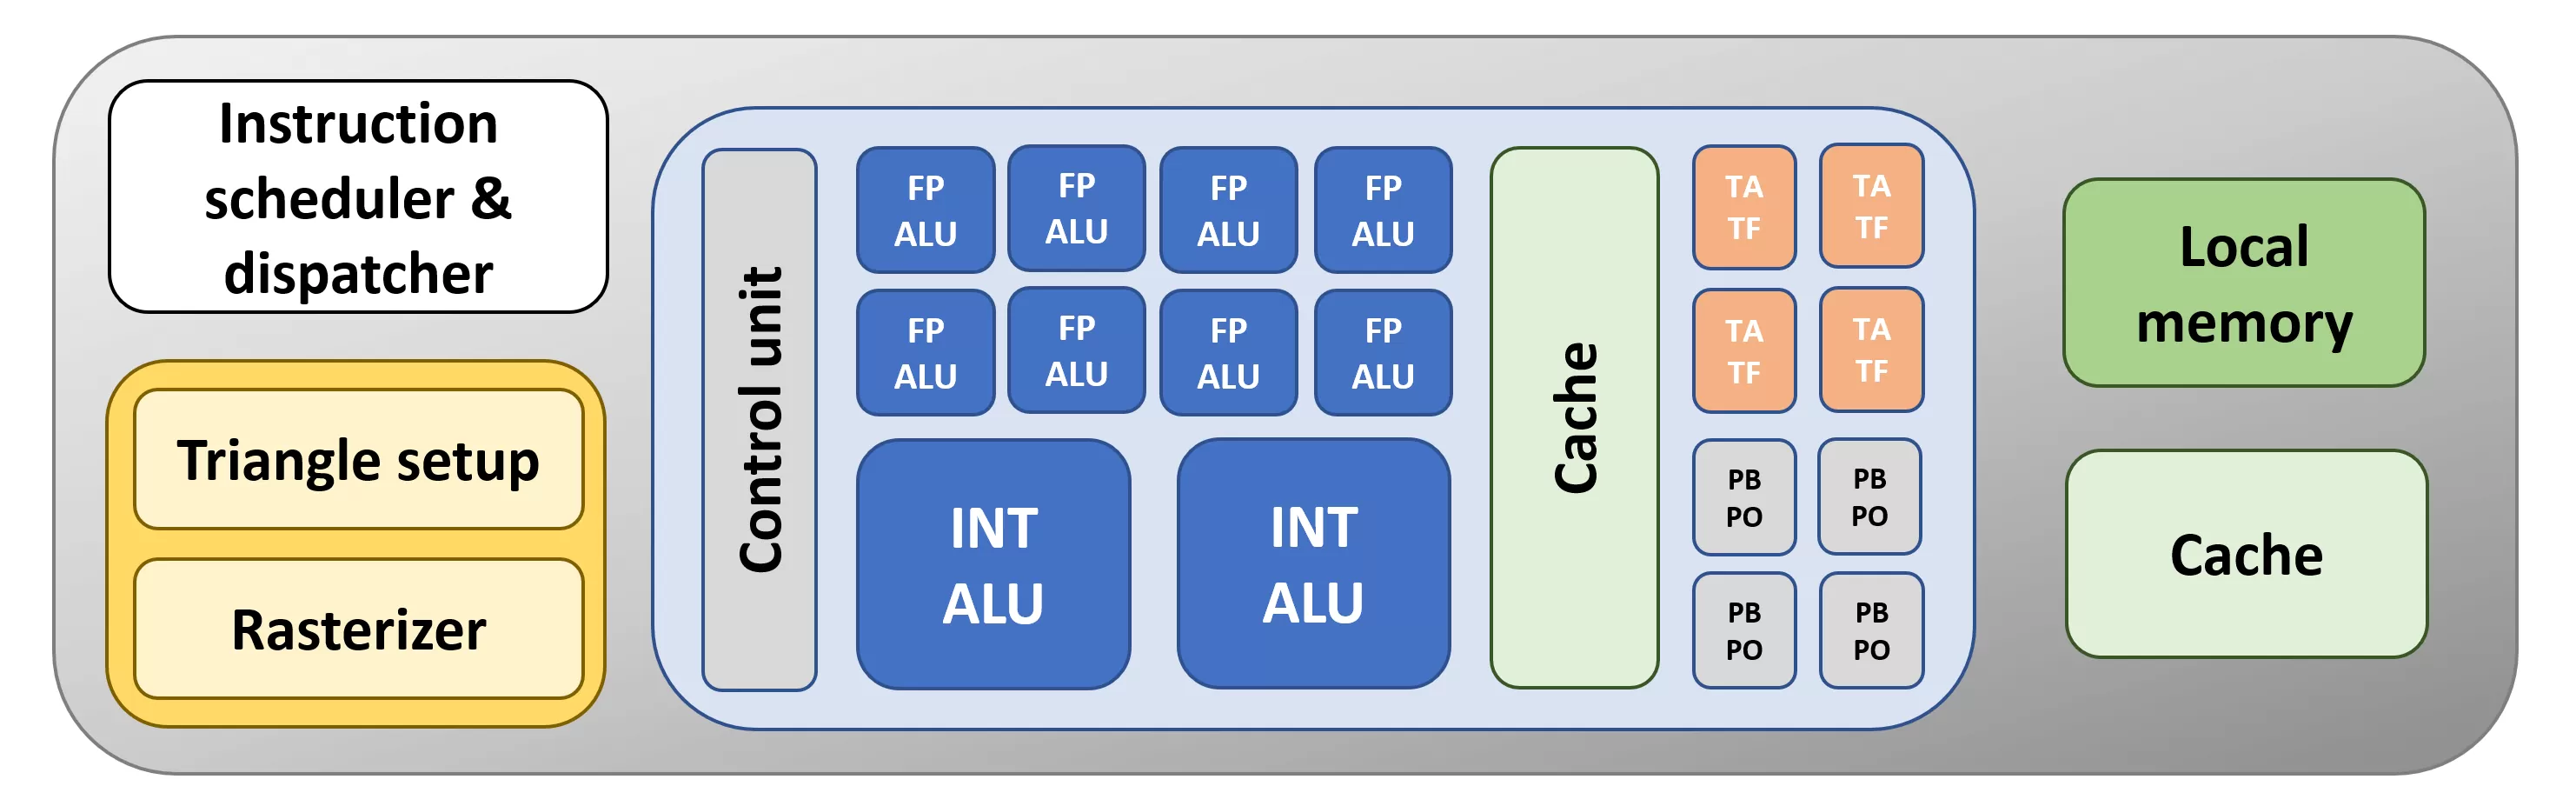 Instruction
scheduler &
dispatcher
Triangle setup
Rasterizer
Control unit
FP
ALU
FP
ALU
FP
ALU
FP
ALU
FP
ALU
FP
ALU
FP
ALU
FP
ALU
INT
ALU
INT
ALU
Cache
TA
TF
TA
TF
TA
TF
TA
TF
PB
PO
PB
PO
PB
PO
PB
PO
Local
memory
Cache